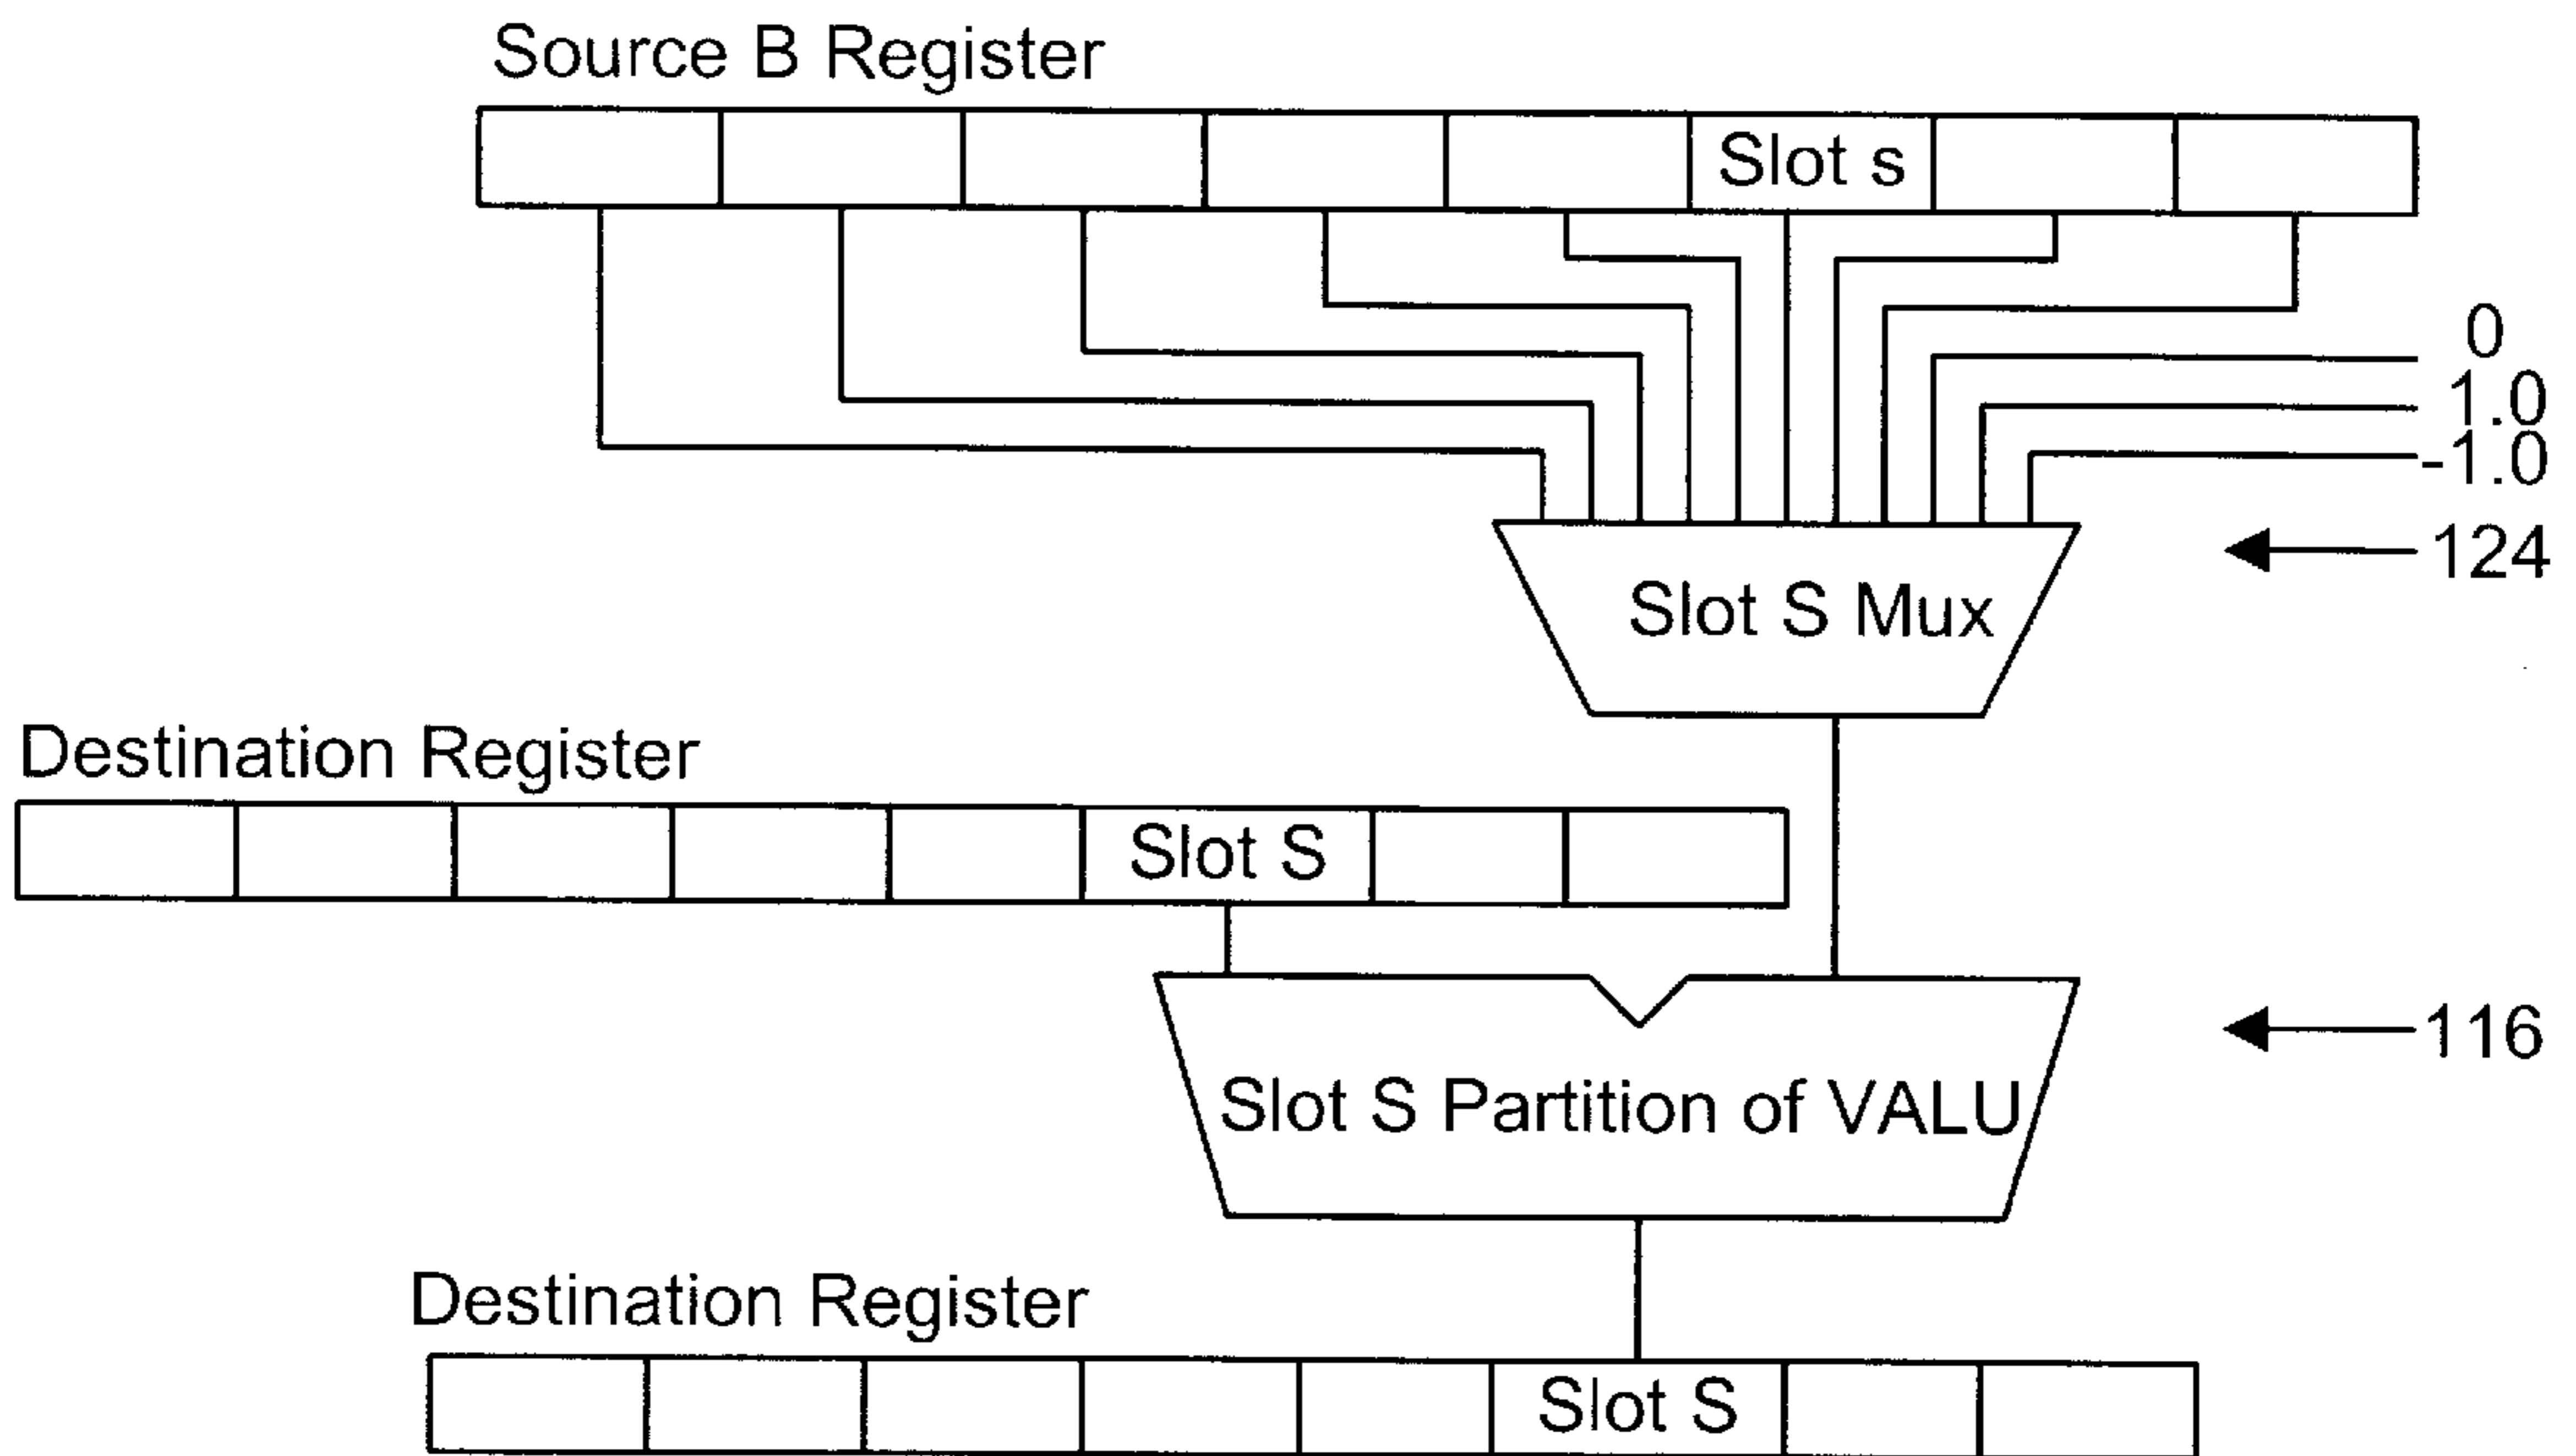 Source B Register
Slot s
0
1.0
-1.0
124
Slot S Mux
Destination Register
Slot S
116
Slot S Partition of VALU
Destination Register
Slot S